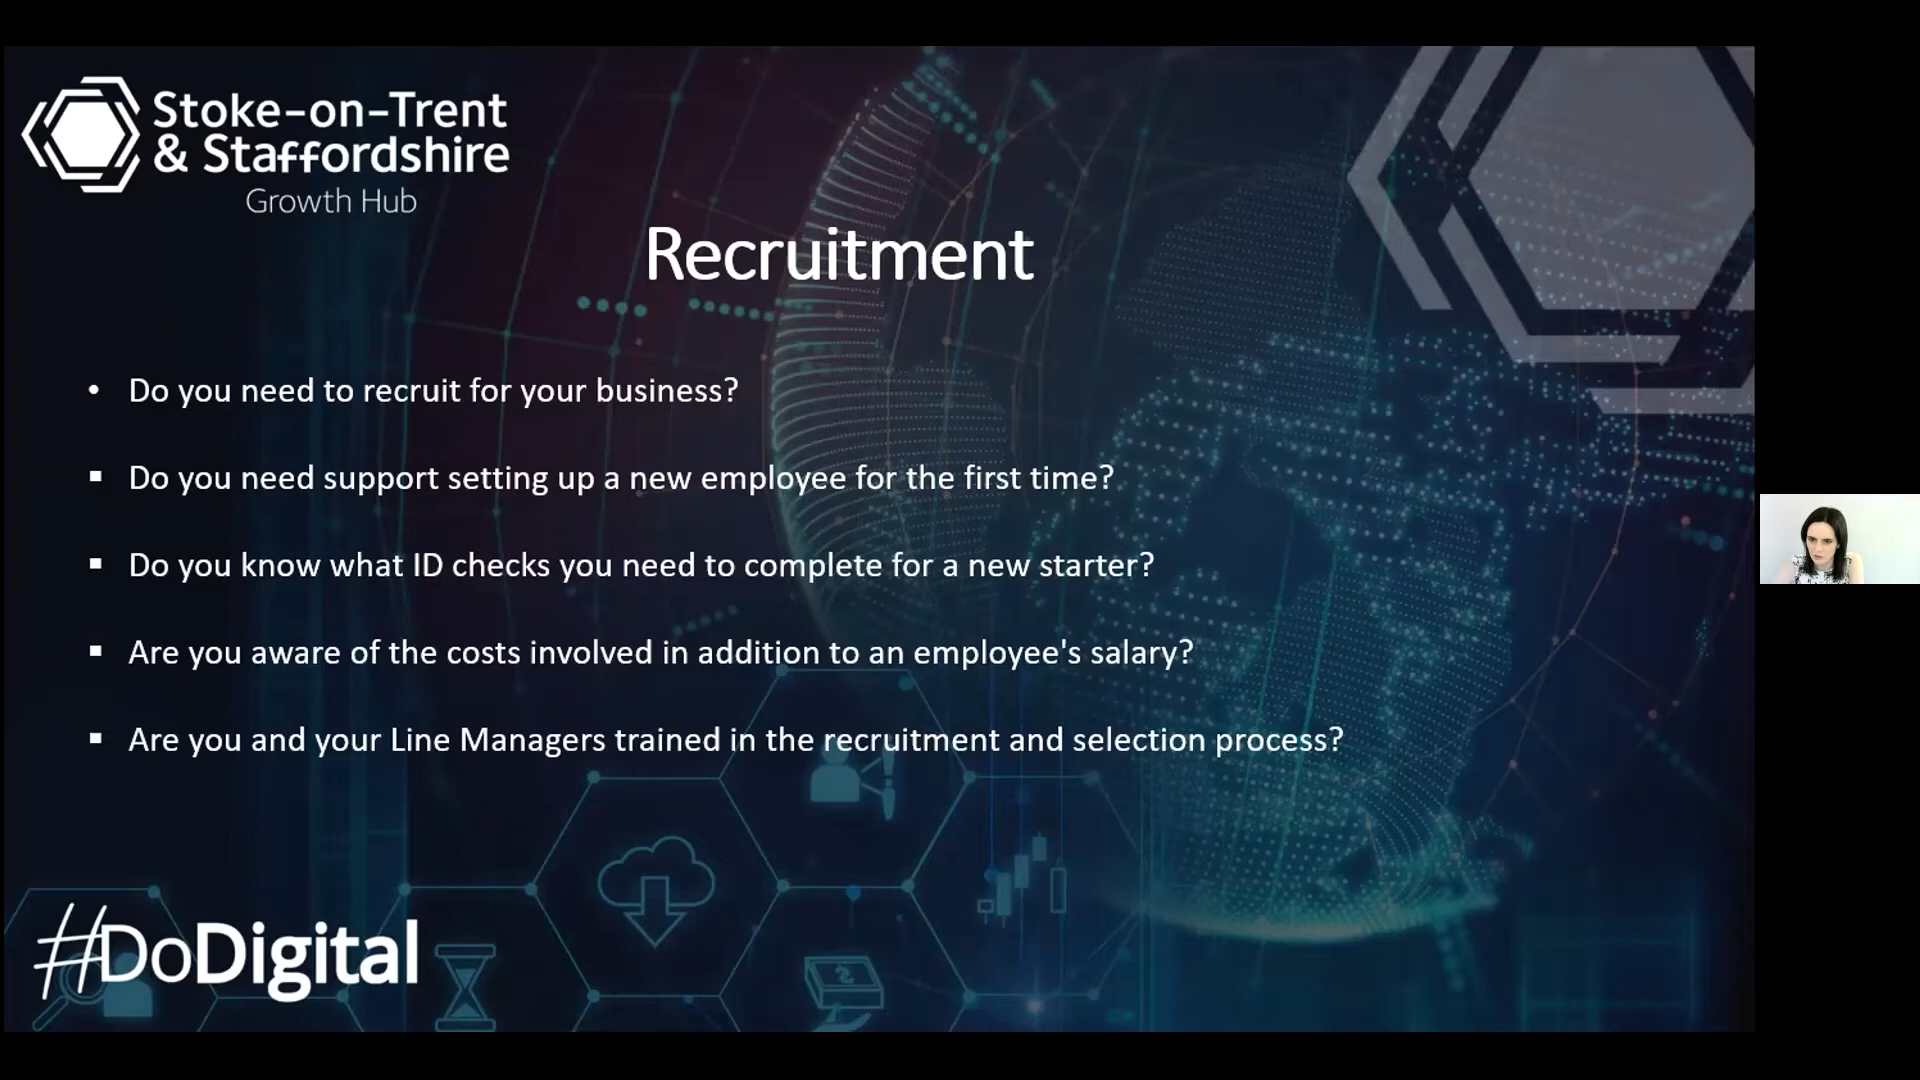 Stoke-on-Trent
& Staffordshire
Growth Hub
Recruitment
• Do you need to recruit for your business?
▪ Do you need support setting up a new employee for the first time?
▪ Do you know what ID checks you need to complete for a new starter?
▪ Are you aware of the costs involved in addition to an employee's salary?
▪ Are you and your Line Managers trained in the recruitment and selection process?
#DoDigital